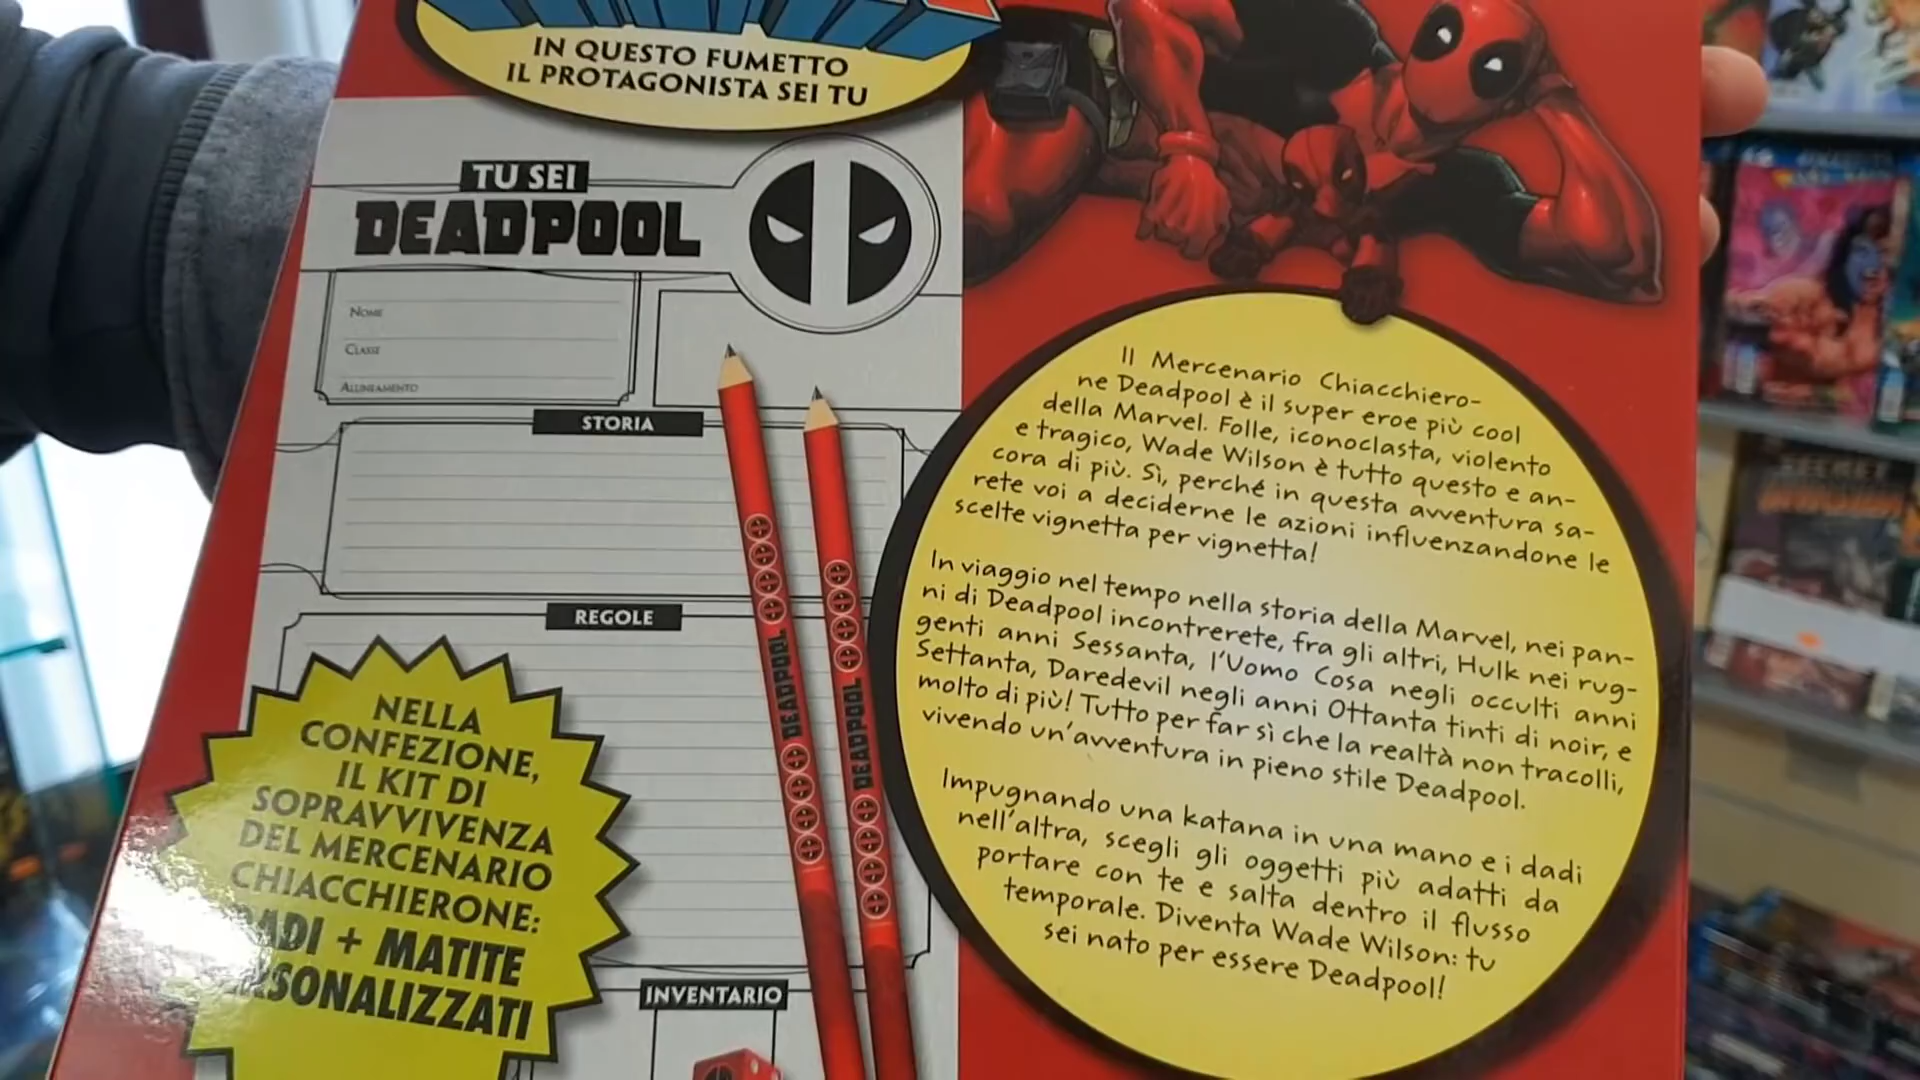 IN QUESTO FUMETTO
IL PROTAGONISTA SEI TU
TU SEI
DEADPOOL
NOME
CLASSE
ALLINEAMENTO
STORIA
REGOLE
NELLA
CONFEZIONE,
IL KIT DI
SOPRAVVIVENZA
DEL MERCENARIO
CHIACCHIERONE:
DADI + MATITE
PERSONALIZZATI
INVENTARIO
DEADPOOL
DEADPOOL
Il Mercenario Chiacchiero-
ne Deadpool è il super eroe più cool
della Marvel. Folle, iconoclasta, violento
e tragico, Wade Wilson è tutto questo e an-
cora di più. Sì, perché in questa avventura sa-
rete voi a deciderne le azioni influenzandone le
scelte vignetta per vignetta!
In viaggio nel tempo nella storia della Marvel, nei pan-
ni di Deadpool incontrerete, fra gli altri, Hulk nei rug-
genti anni Sessanta, l'Uomo Cosa negli occulti anni
Settanta, Daredevil negli anni Ottanta tinti di noir, e
molto di più! Tutto per far sì che la realtà non tracolli,
vivendo un'avventura in pieno stile Deadpool.
Impugnando una katana in una mano e i dadi
nell'altra, scegli gli oggetti più adatti da
portare con te e salta dentro il flusso
temporale. Diventa Wade Wilson: tu
sei nato per essere Deadpool!
SECRET